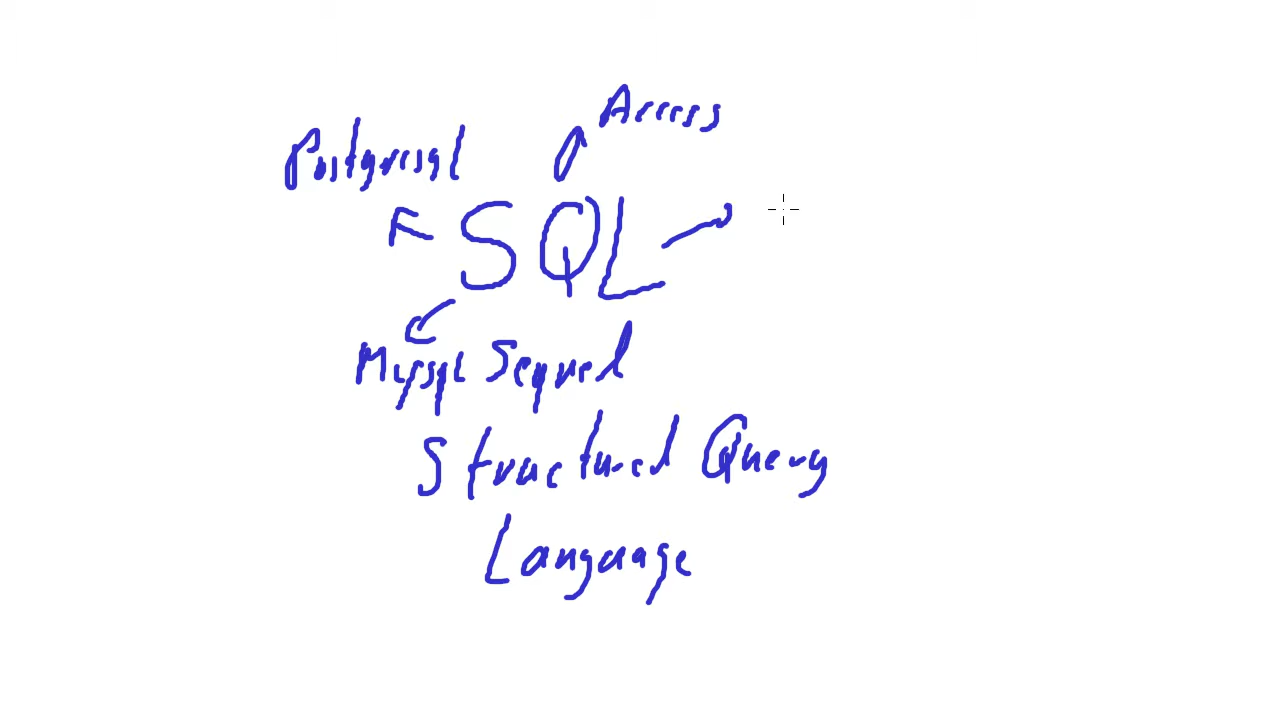 Access
Postgresql
SQL
Mysql Sequel
Structured Query
Language